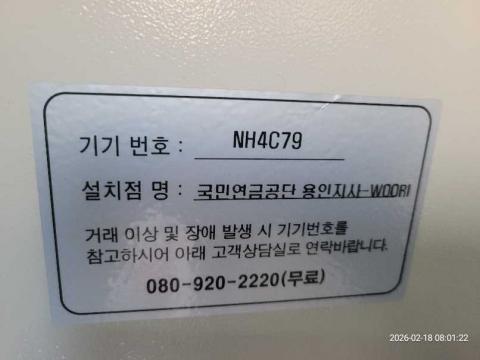 기기 번호 : NH4C79
설치점 명 : 국민연금공단 용인지사-WOORI
거래 이상 및 장애 발생 시 기기번호를
참고하시어 아래 고객상담실로 연락바랍니다.
080-920-2220(무료)
2026-02-18 08:01:22